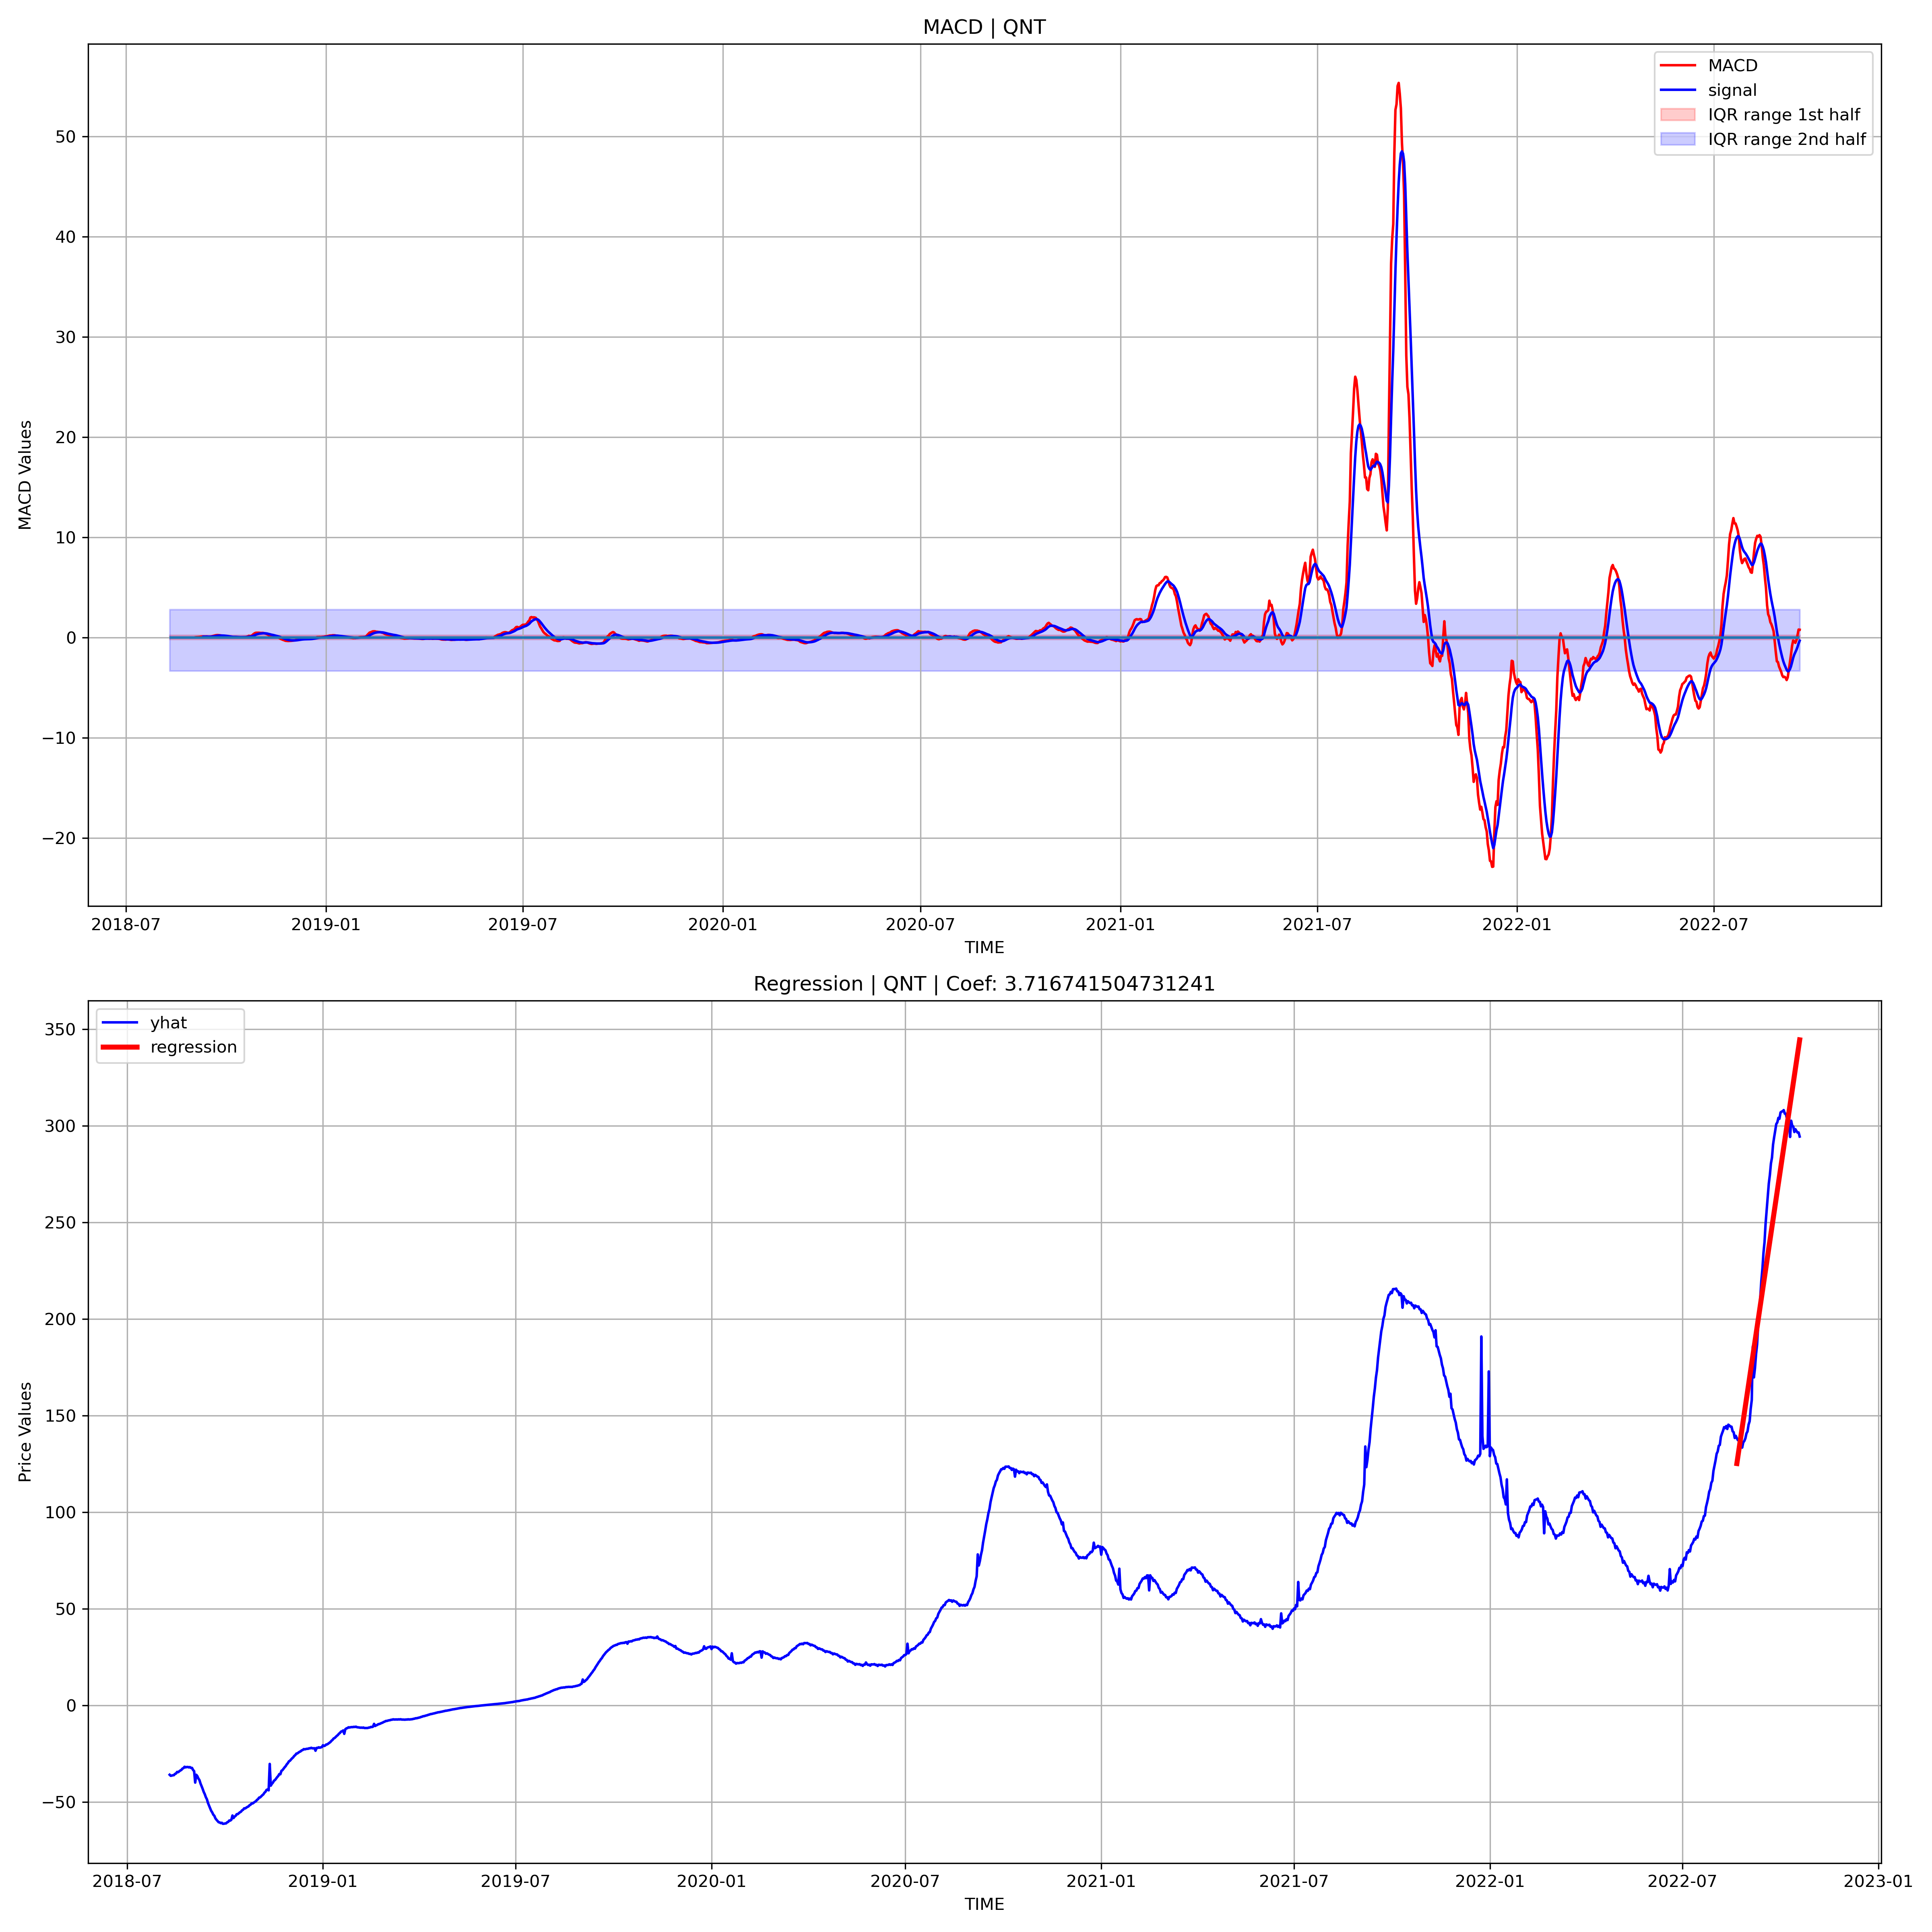 MACD | QNT
MACD
signal
IQR range 1st half
IQR range 2nd half
50
40
30
20
10
0
−10
−20
MACD Values
2018-07 2019-01 2019-07 2020-01 2020-07 2021-01 2021-07 2022-01 2022-07
TIME
Regression | QNT | Coef: 3.716741504731241
yhat
regression
350
300
250
200
150
100
50
0
−50
Price Values
2018-07 2019-01 2019-07 2020-01 2020-07 2021-01 2021-07 2022-01 2022-07 2023-01
TIME